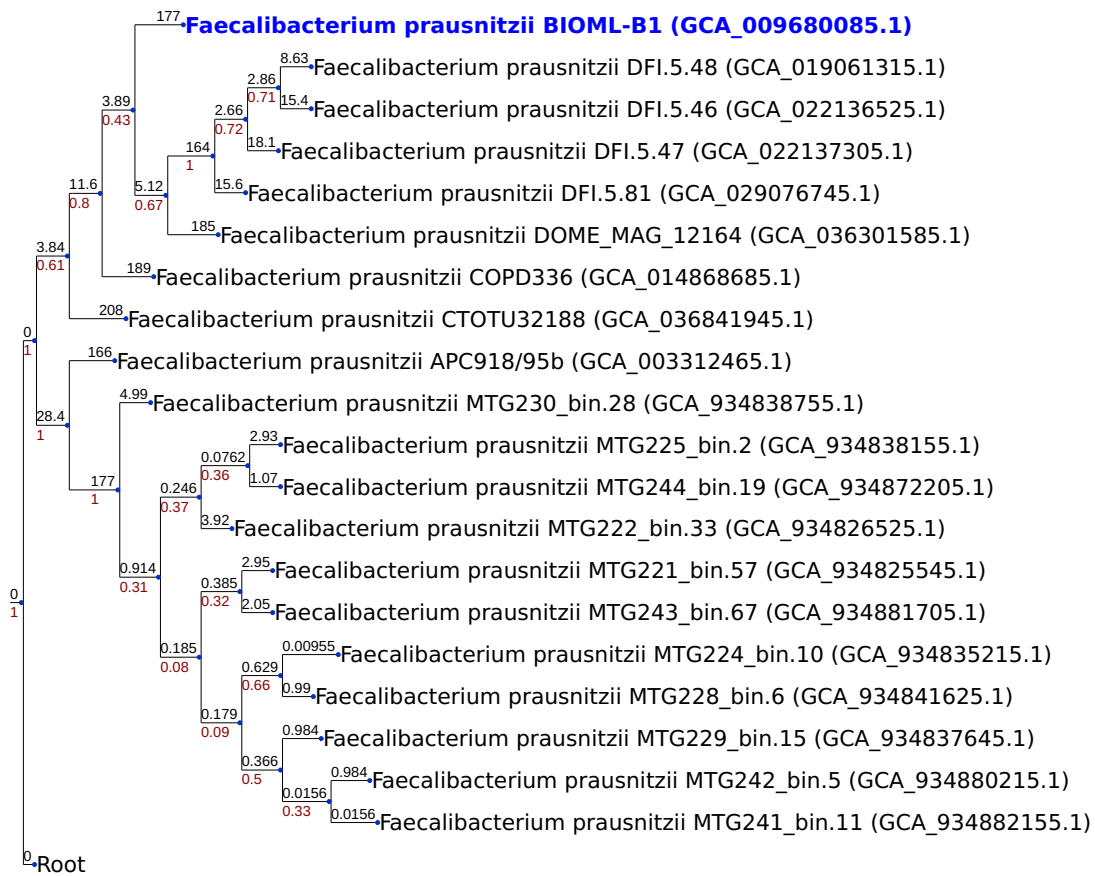 177
Faecalibacterium prausnitzii BIOML-B1 (GCA_009680085.1)
8.63
Faecalibacterium prausnitzii DFI.5.48 (GCA_019061315.1)
2.86
0.71
3.89
0.43
15.4
Faecalibacterium prausnitzii DFI.5.46 (GCA_022136525.1)
2.66
0.72
18.1
Faecalibacterium prausnitzii DFI.5.47 (GCA_022137305.1)
164
1
11.6
0.8
5.12
0.67
15.6
Faecalibacterium prausnitzii DFI.5.81 (GCA_029076745.1)
185
Faecalibacterium prausnitzii DOME_MAG_12164 (GCA_036301585.1)
3.84
0.61
189
Faecalibacterium prausnitzii COPD336 (GCA_014868685.1)
208
Faecalibacterium prausnitzii CTOTU32188 (GCA_036841945.1)
0
1
166
Faecalibacterium prausnitzii APC918/95b (GCA_003312465.1)
4.99
Faecalibacterium prausnitzii MTG230_bin.28 (GCA_934838755.1)
28.4
1
2.93
Faecalibacterium prausnitzii MTG225_bin.2 (GCA_934838155.1)
0.0762
0.36
177
1
0.246
0.37
1.07
Faecalibacterium prausnitzii MTG244_bin.19 (GCA_934872205.1)
3.92
Faecalibacterium prausnitzii MTG222_bin.33 (GCA_934826525.1)
0.914
0.31
2.95
Faecalibacterium prausnitzii MTG221_bin.57 (GCA_934825545.1)
0.385
0.32
0
1
2.05
Faecalibacterium prausnitzii MTG243_bin.67 (GCA_934881705.1)
0.185
0.08
0.00955
Faecalibacterium prausnitzii MTG224_bin.10 (GCA_934835215.1)
0.629
0.66
0.99
Faecalibacterium prausnitzii MTG228_bin.6 (GCA_934841625.1)
0.179
0.09
0.984
Faecalibacterium prausnitzii MTG229_bin.15 (GCA_934837645.1)
0.366
0.5
0.984
Faecalibacterium prausnitzii MTG242_bin.5 (GCA_934880215.1)
0.0156
0.33
0.0156
Faecalibacterium prausnitzii MTG241_bin.11 (GCA_934882155.1)
0
Root